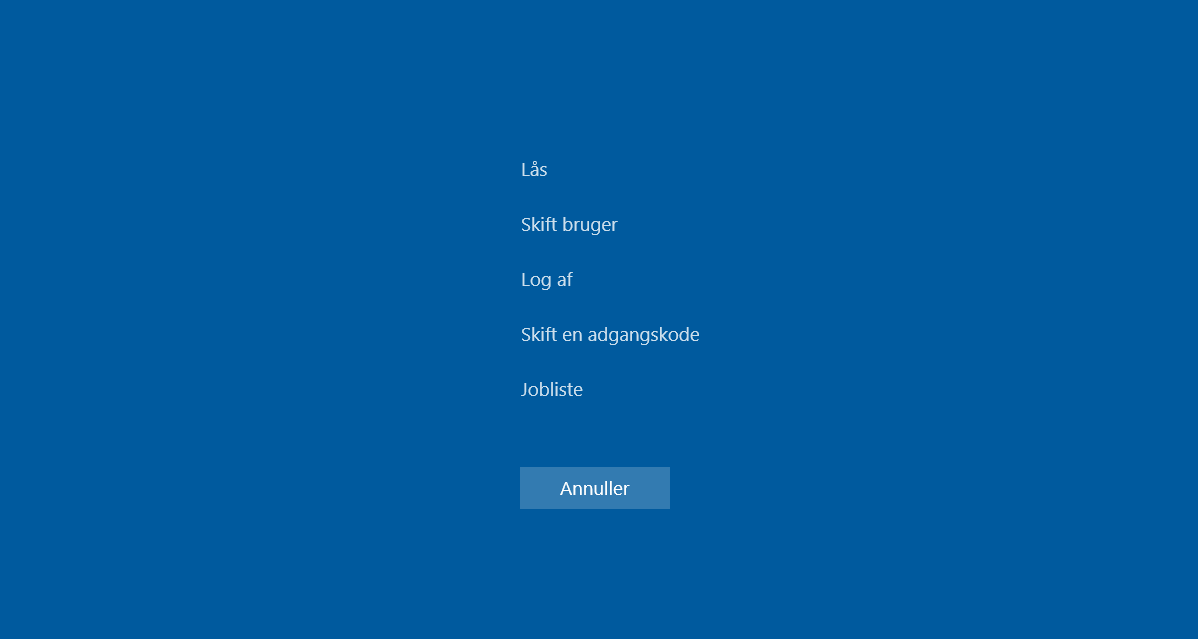 Lås
Skift bruger
Log af
Skift en adgangskode
Jobliste
Annuller